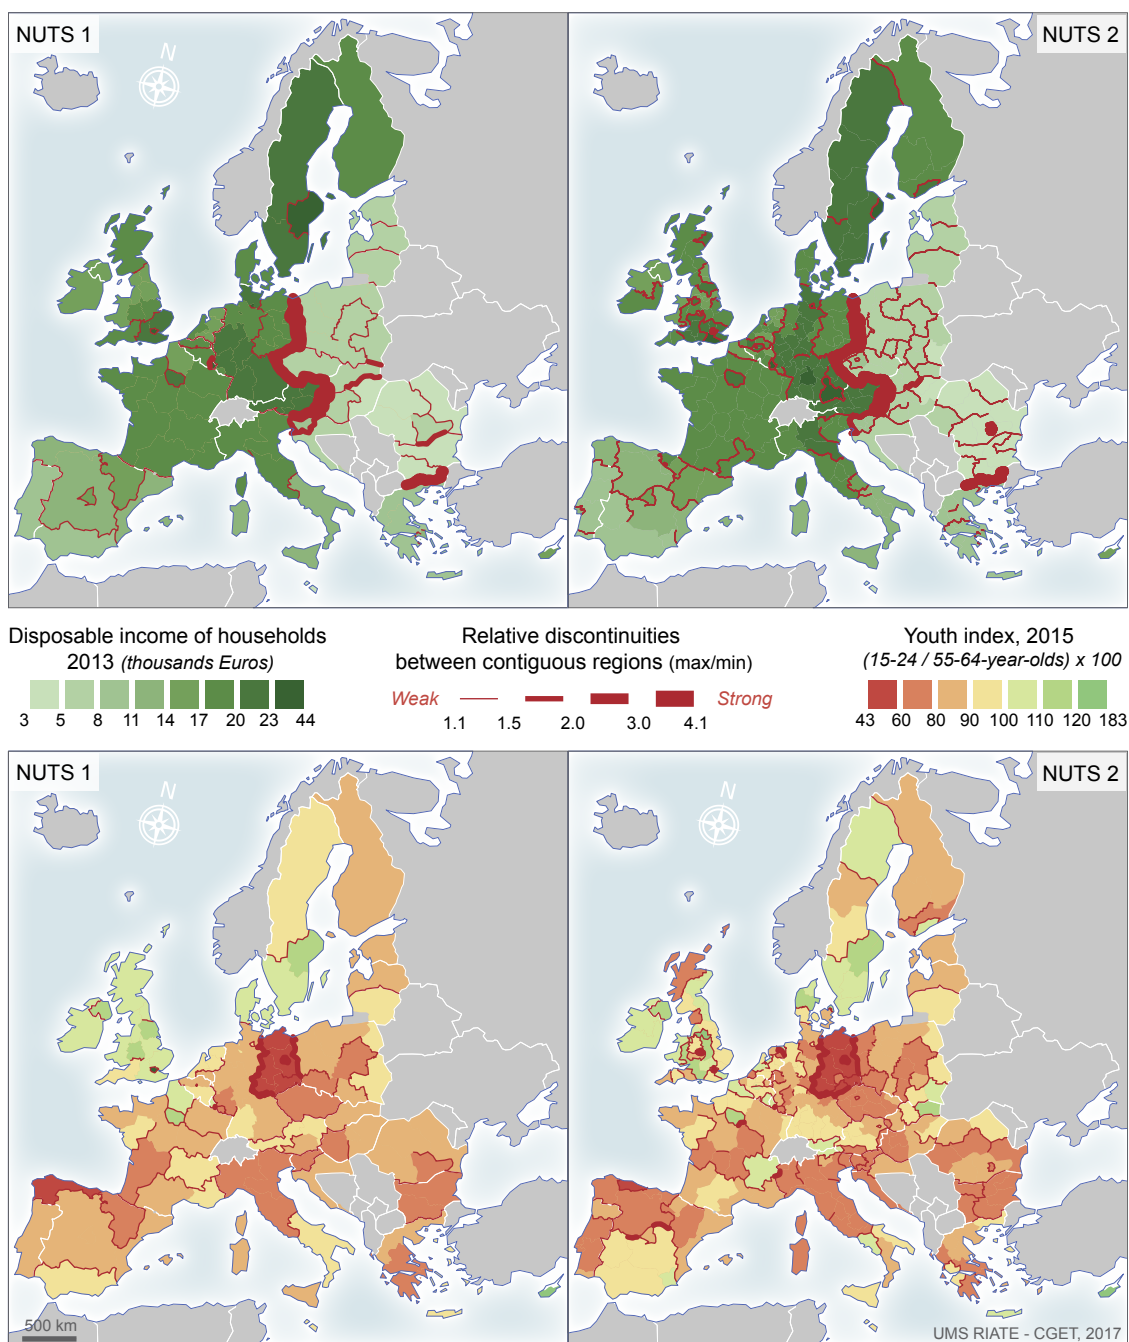 NUTS 1
N
NUTS 2
Disposable income of households
2013 (thousands Euros)
3 5 8 11 14 17 20 23 44
Relative discontinuities
between contiguous regions (max/min)
Weak Strong
1.1 1.5 2.0 3.0 4.1
Youth index, 2015
(15-24 / 55-64-year-olds) x 100
43 60 80 90 100 110 120 183
NUTS 1
N
500 km
NUTS 2
N
UMS RIATE - CGET, 2017